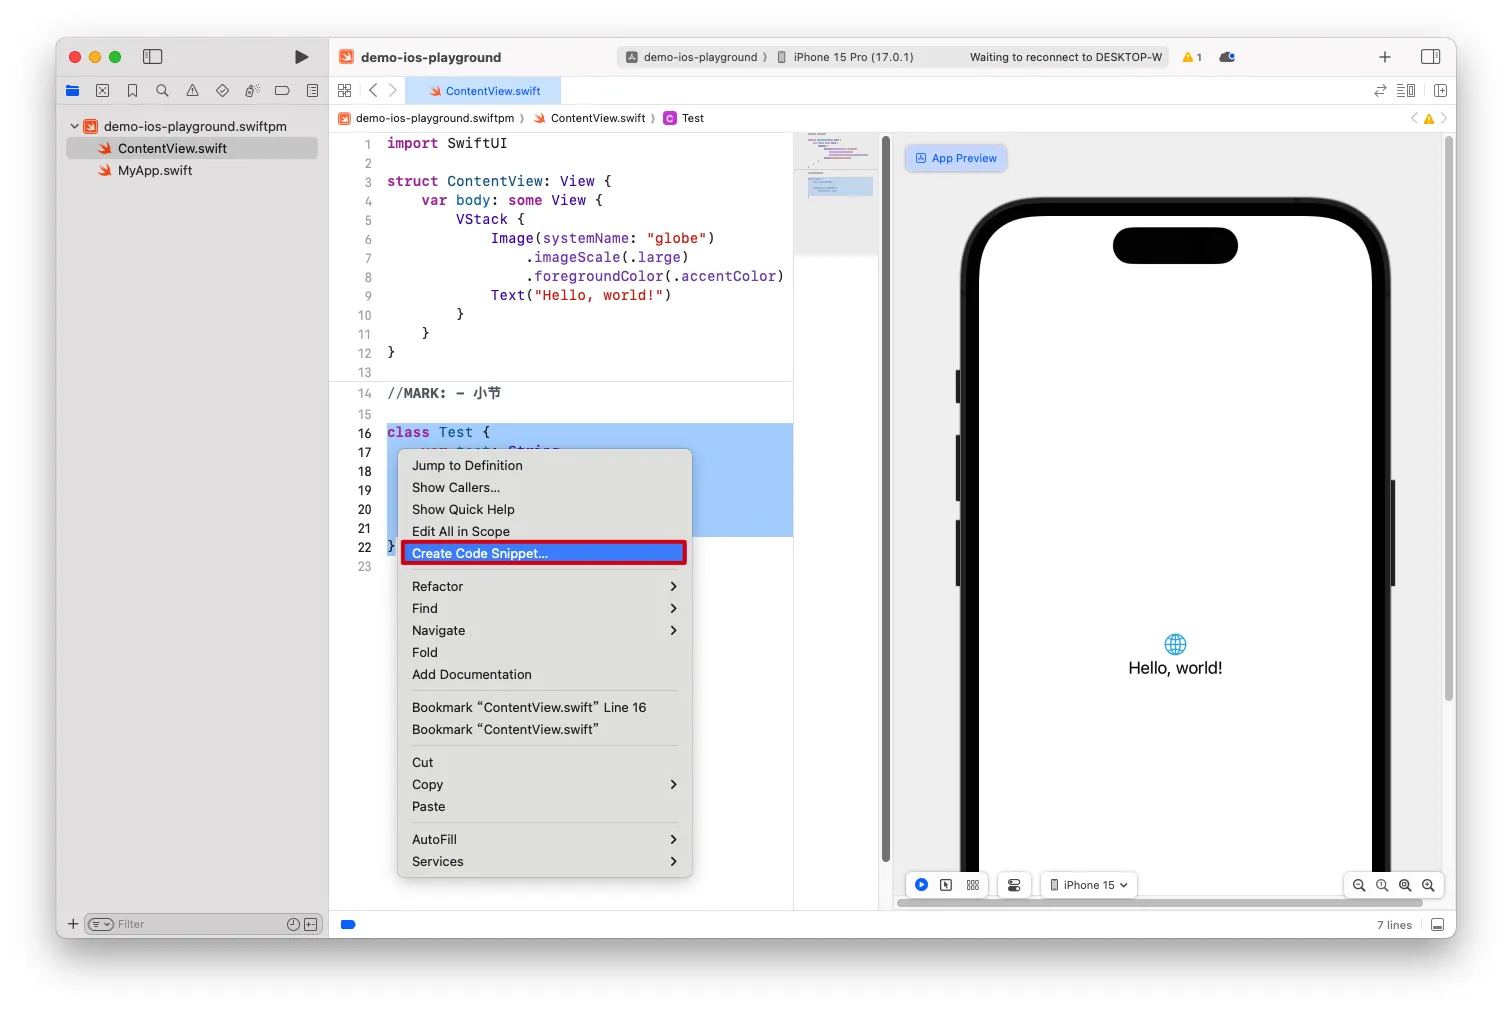 demo-ios-playground
demo-ios-playground 〉 iPhone 15 Pro (17.0.1)
Waiting to reconnect to DESKTOP-W
1
ContentView.swift
demo-ios-playground.swiftpm 〉 ContentView.swift 〉 C Test
demo-ios-playground.swiftpm
ContentView.swift
MyApp.swift
1 import SwiftUI
2
3 struct ContentView: View {
4 var body: some View {
5 VStack {
6 Image(systemName: "globe")
7 .imageScale(.large)
8 .foregroundColor(.accentColor)
9 Text("Hello, world!")
10 }
11 }
12 }
13
14 //MARK: - 小节
15
16 class Test {
17
18
19
20
21
22 }
23
Jump to Definition
Show Callers...
Show Quick Help
Edit All in Scope
Create Code Snippet...
Refactor
Find
Navigate
Fold
Add Documentation
Bookmark “ContentView.swift” Line 16
Bookmark “ContentView.swift”
Cut
Copy
Paste
AutoFill
Services
App Preview
Hello, world!
iPhone 15
Filter
7 lines